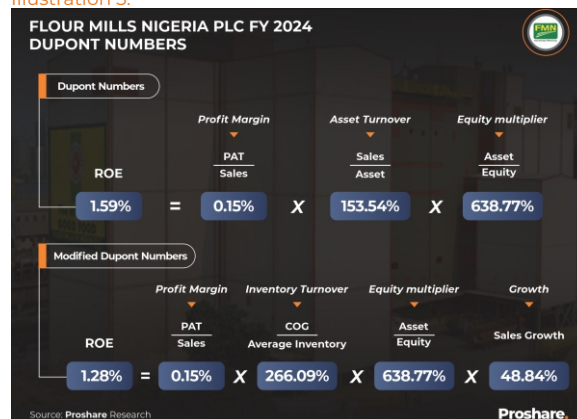 Illustration 5:
FLOUR MILLS NIGERIA PLC FY 2024
DUPONT NUMBERS
FMN
Dupont Numbers
Profit Margin Asset Turnover Equity multiplier
PAT Sales Asset
ROE Sales Asset Equity
1.59% = 0.15% X 153.54% X 638.77%
Modified Dupont Numbers
Profit Margin Inventory Turnover Equity multiplier Growth
PAT COG Asset
ROE Sales Average Inventory Equity Sales Growth
1.28% = 0.15% X 266.09% X 638.77% X 48.84%
Source: Proshare Research
Proshare.